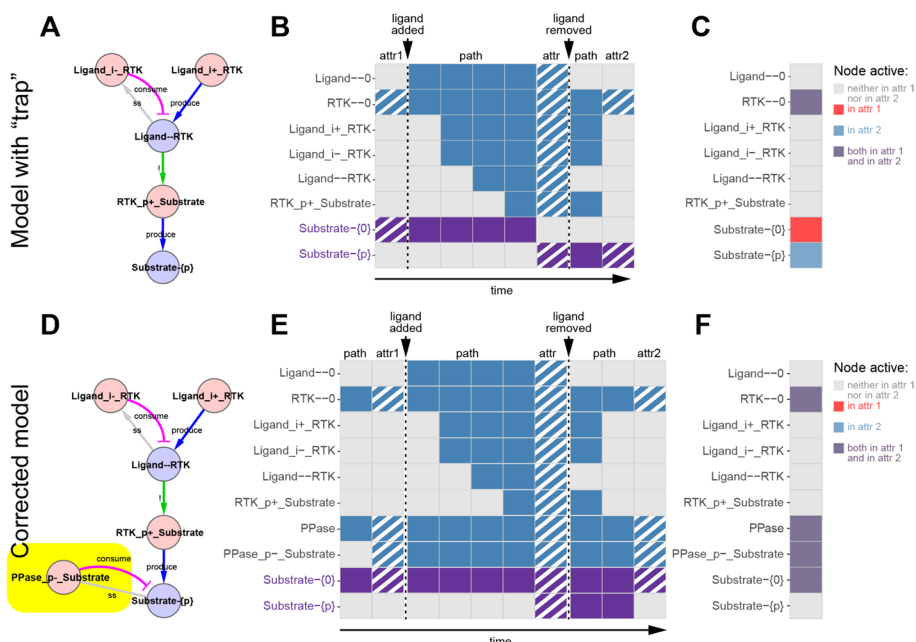 Model with “trap”
A
Ligand_i-_RTK
Ligand_i+_RTK
consume
ss
produce
Ligand--RTK
!
RTK_p+_Substrate
produce
Substrate-{p}
B
ligand
added
ligand
removed
attr1
path
attr
path
attr2
Ligand--0
RTK--0
Ligand_i+_RTK
Ligand_i-_RTK
Ligand--RTK
RTK_p+_Substrate
Substrate-{0}
Substrate-{p}
time
C
Ligand--0
RTK--0
Ligand_i+_RTK
Ligand_i-_RTK
Ligand--RTK
RTK_p+_Substrate
Substrate-{0}
Substrate-{p}
Node active:
neither in attr 1
nor in attr 2
in attr 1
in attr 2
both in attr 1
and in attr 2
Corrected model
D
Ligand_i-_RTK
Ligand_i+_RTK
consume
ss
produce
Ligand--RTK
!
RTK_p+_Substrate
consume
produce
PPase_p-_Substrate
ss
Substrate-{p}
E
ligand
added
ligand
removed
path
attr1
path
attr
path
attr2
Ligand--0
RTK--0
Ligand_i+_RTK
Ligand_i-_RTK
Ligand--RTK
RTK_p+_Substrate
PPase
PPase_p-_Substrate
Substrate-{0}
Substrate-{p}
time
F
Ligand--0
RTK--0
Ligand_i+_RTK
Ligand_i-_RTK
Ligand--RTK
RTK_p+_Substrate
PPase
PPase_p-_Substrate
Substrate-{0}
Substrate-{p}
Node active:
neither in attr 1
nor in attr 2
in attr 1
in attr 2
both in attr 1
and in attr 2